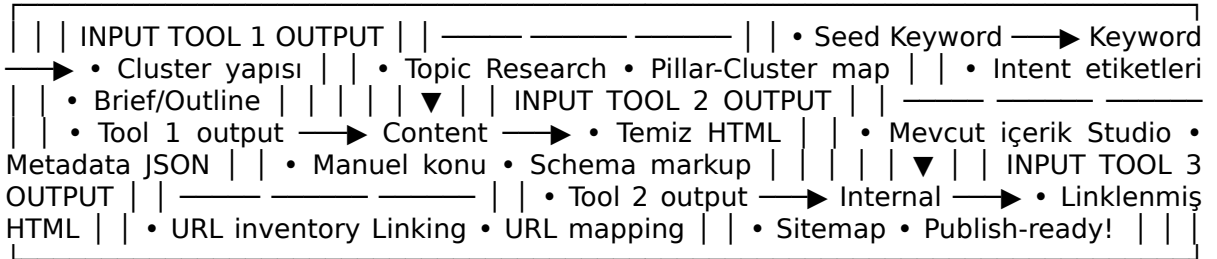 │ │ │ INPUT TOOL 1 OUTPUT │ │ ───── ────── ────── │ │ • Seed Keyword ──▶ Keyword
──▶ • Cluster yapısı │ │ • Topic Research • Pillar-Cluster map │ │ • Intent etiketleri
│ │ • Brief/Outline │ │ │ │ │ ▼ │ │ INPUT TOOL 2 OUTPUT │ │ ───── ────── ──────
│ │ • Tool 1 output ──▶ Content ──▶ • Temiz HTML │ │ • Mevcut içerik Studio •
Metadata JSON │ │ • Manuel konu • Schema markup │ │ │ │ │ ▼ │ │ INPUT TOOL 3
OUTPUT │ │ ───── ────── ────── │ │ • Tool 2 output ──▶ Internal ──▶ • Linklenmiş
HTML │ │ • URL inventory Linking • URL mapping │ │ • Sitemap • Publish-ready! │ │ │